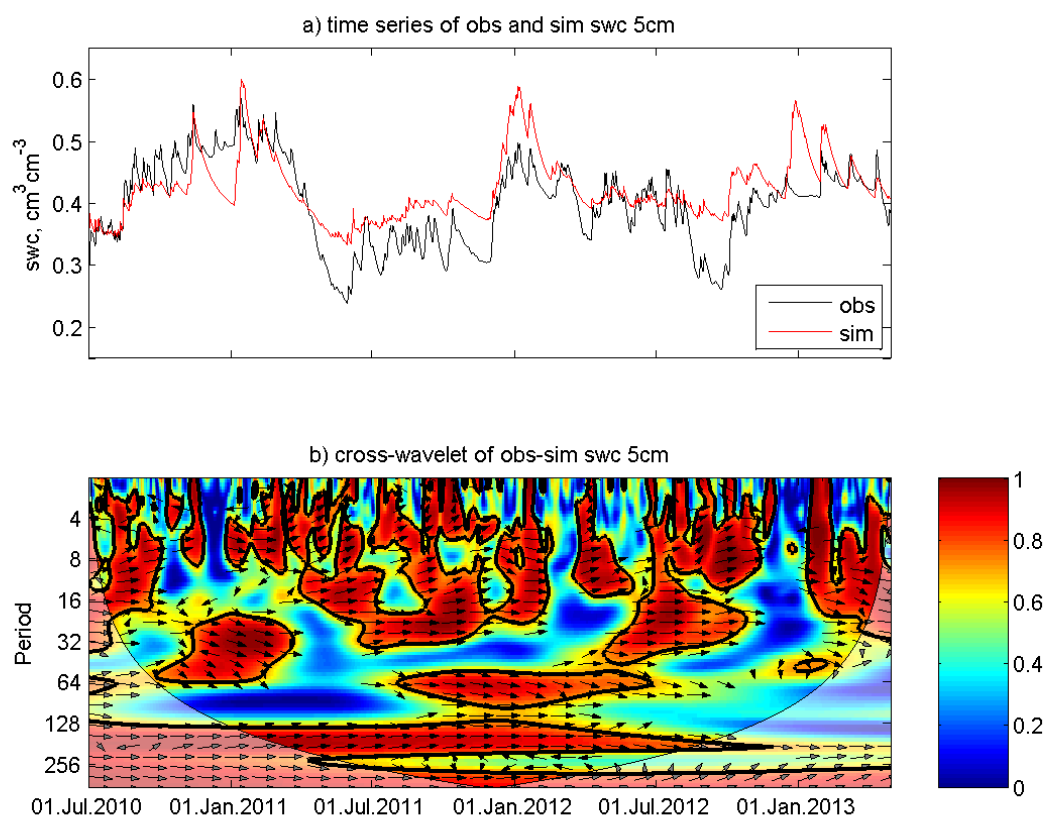 a) time series of obs and sim swc 5cm
0.6
0.5
0.4
0.3
0.2
swc, cm³ cm⁻³
obs
sim
b) cross-wavelet of obs-sim swc 5cm
4
8
16
32
64
128
256
Period
01.Jul.2010 01.Jan.2011 01.Jul.2011 01.Jan.2012 01.Jul.2012 01.Jan.2013
1
0.8
0.6
0.4
0.2
0